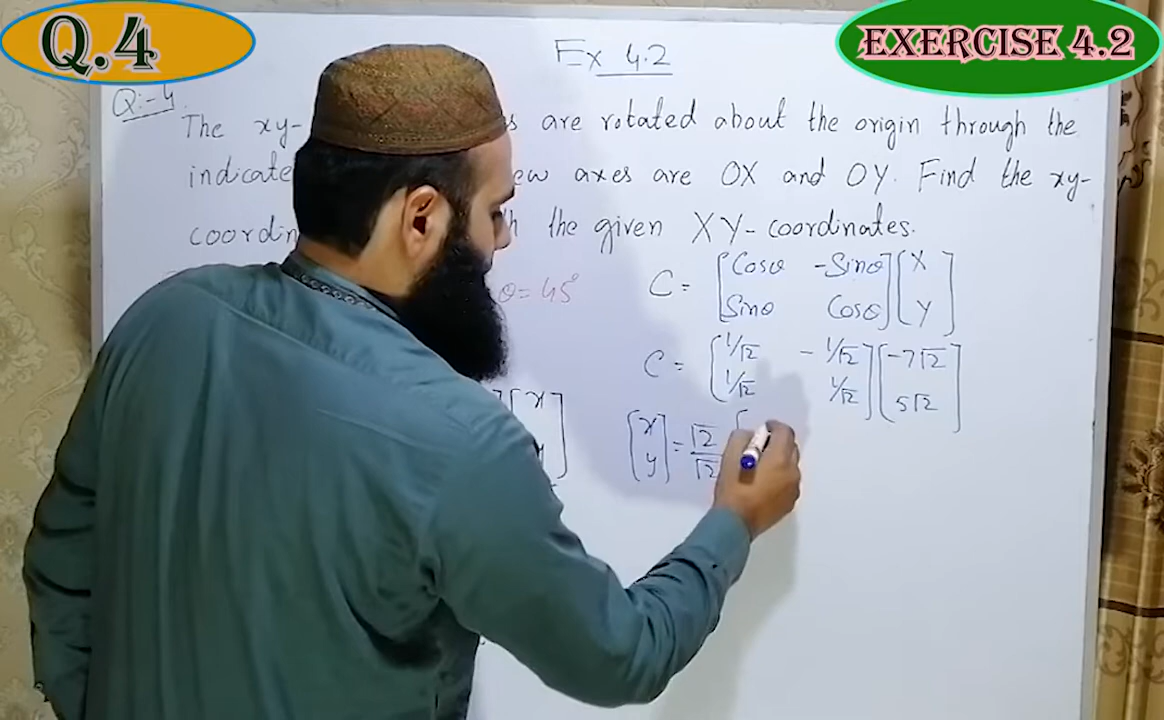 Q.4
EXERCISE 4.2
Ex 4.2
Q:-4
The xy- are rotated about the origin through the
indicate ew axes are OX and OY. Find the xy-
coordin the given XY-coordinates.
θ=45°
C = [Cosθ -Sinθ] [X]
[Sinθ Cosθ] [Y]
C = [1/√2 - 1/√2] [-7√2]
[1/√2 1/√2] [5√2]
[x] = √2/√2 [
[y]
[x]